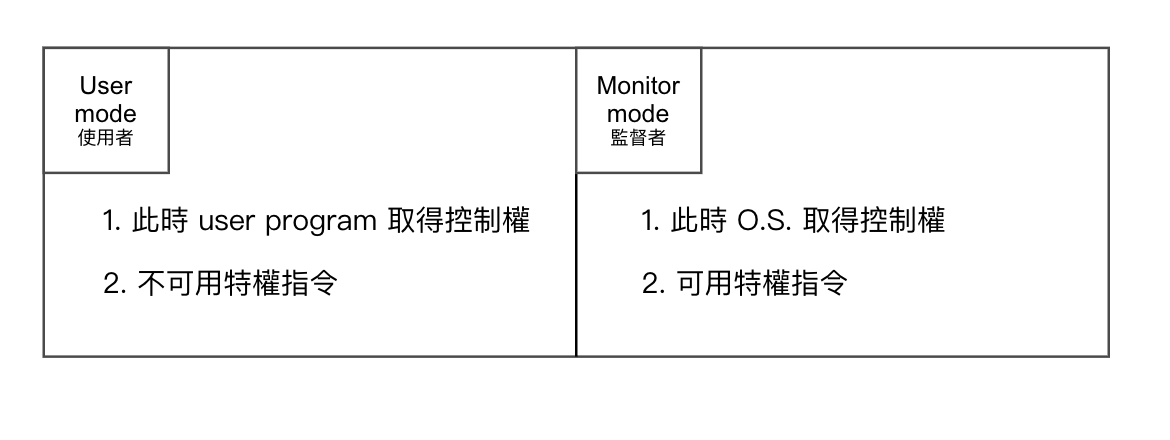 User
mode
使用者
1. 此時 user program 取得控制權
2. 不可用特權指令
Monitor
mode
監督者
1. 此時 O.S. 取得控制權
2. 可用特權指令